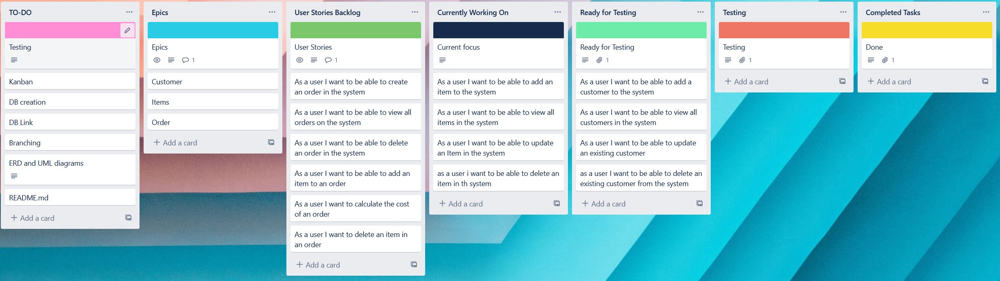 TO-DO
Testing
Kanban
DB creation
DB Link
Branching
ERD and UML diagrams
README.md
Add a card
Epics
Epics
1
Customer
Items
Order
Add a card
User Stories Backlog
User Stories
1
As a user I want to be able to create
an order in the system
As a user I want to be able to view all
orders on the system
As a user I want to be able to delete
an order in the system
As a user I want to be able to add an
item to an order
As a user I want to calculate the cost
of an order
As a user I want to delete an item in
an order
Add a card
Currently Working On
Current focus
As a user I want to be able to add an
item to the system
As a user I want to be able to view all
items in the system
As a user I want to be able to update
an Item in the system
as a user i want to be able to delete an
item in th system
Add a card
Ready for Testing
Ready for Testing
1
As a user I want to be able to add a
customer to the system
As a user I want to be able to view all
customers in the system
As a user I want to be able to update
an existing customer
as a user I want to be able to delete an
existing customer from the system
Add a card
Testing
Testing
1
Add a card
Completed Tasks
Done
1
Add a card